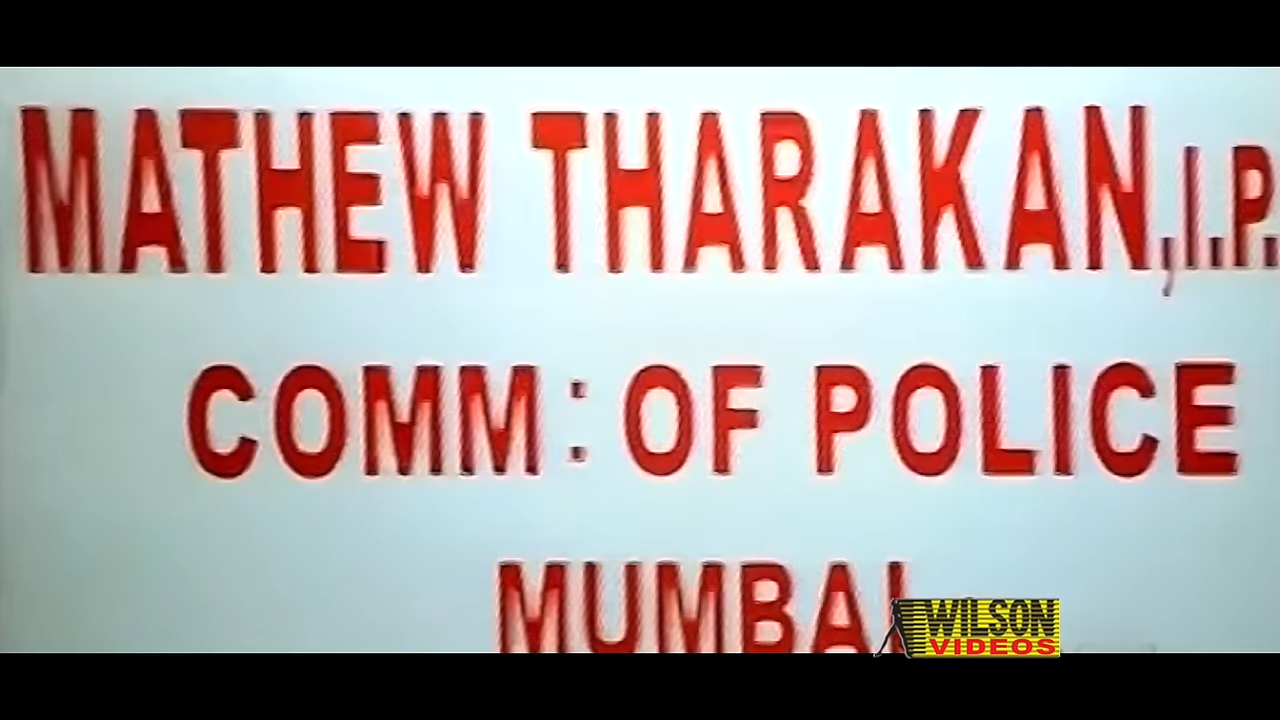 MATHEW THARAKAN,I.P.
COMM : OF POLICE
MUMBAI
WILSON
VIDEOS